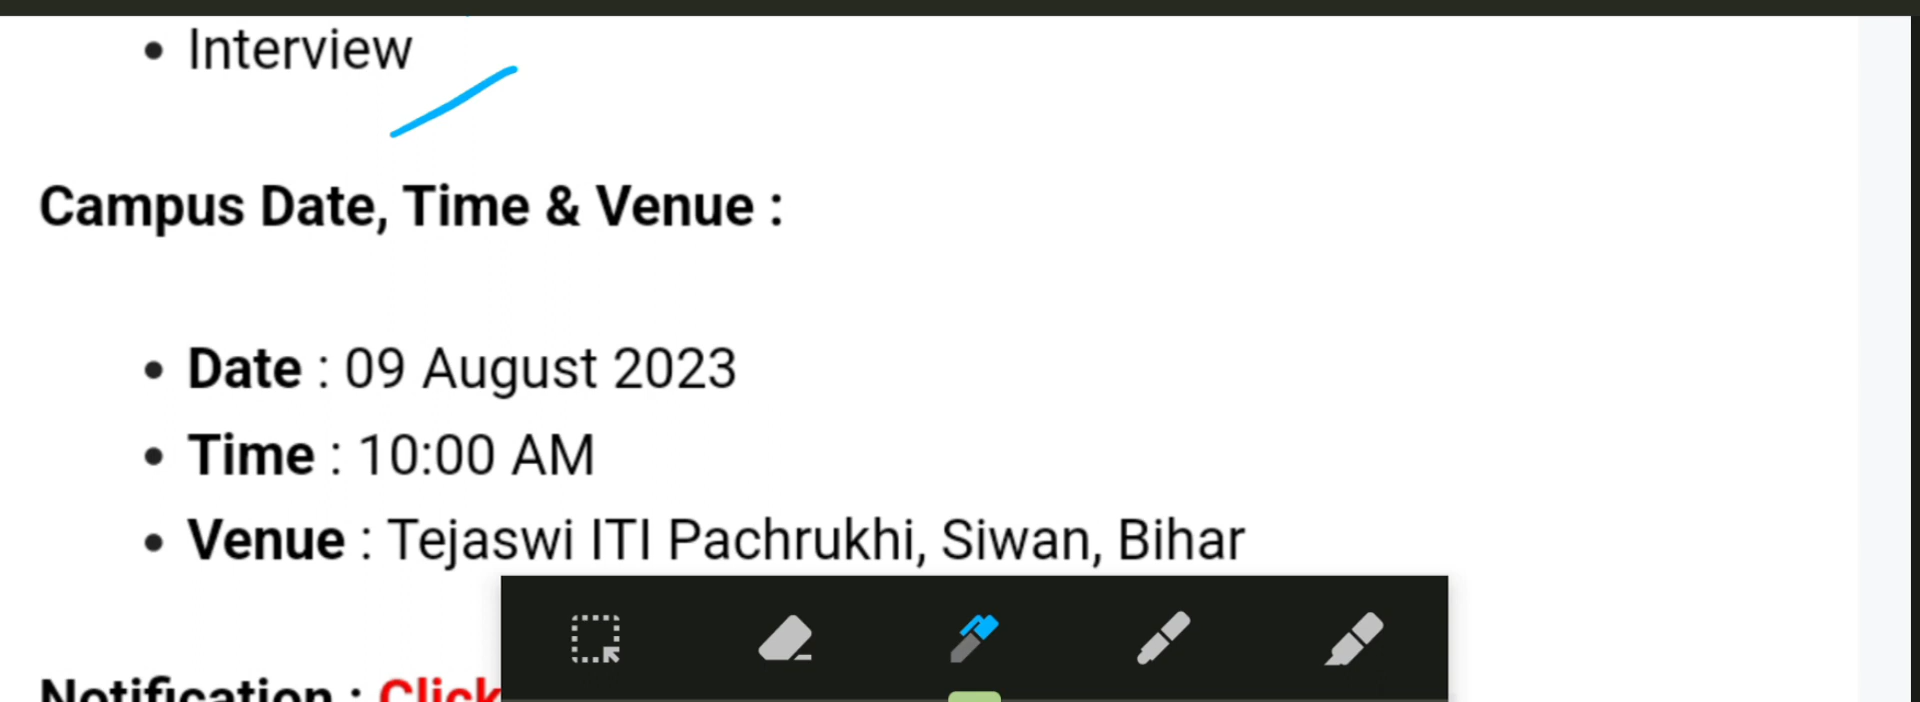 Interview
Campus Date, Time & Venue :
Date : 09 August 2023
Time : 10:00 AM
Venue : Tejaswi ITI Pachrukhi, Siwan, Bihar
Notification : Click